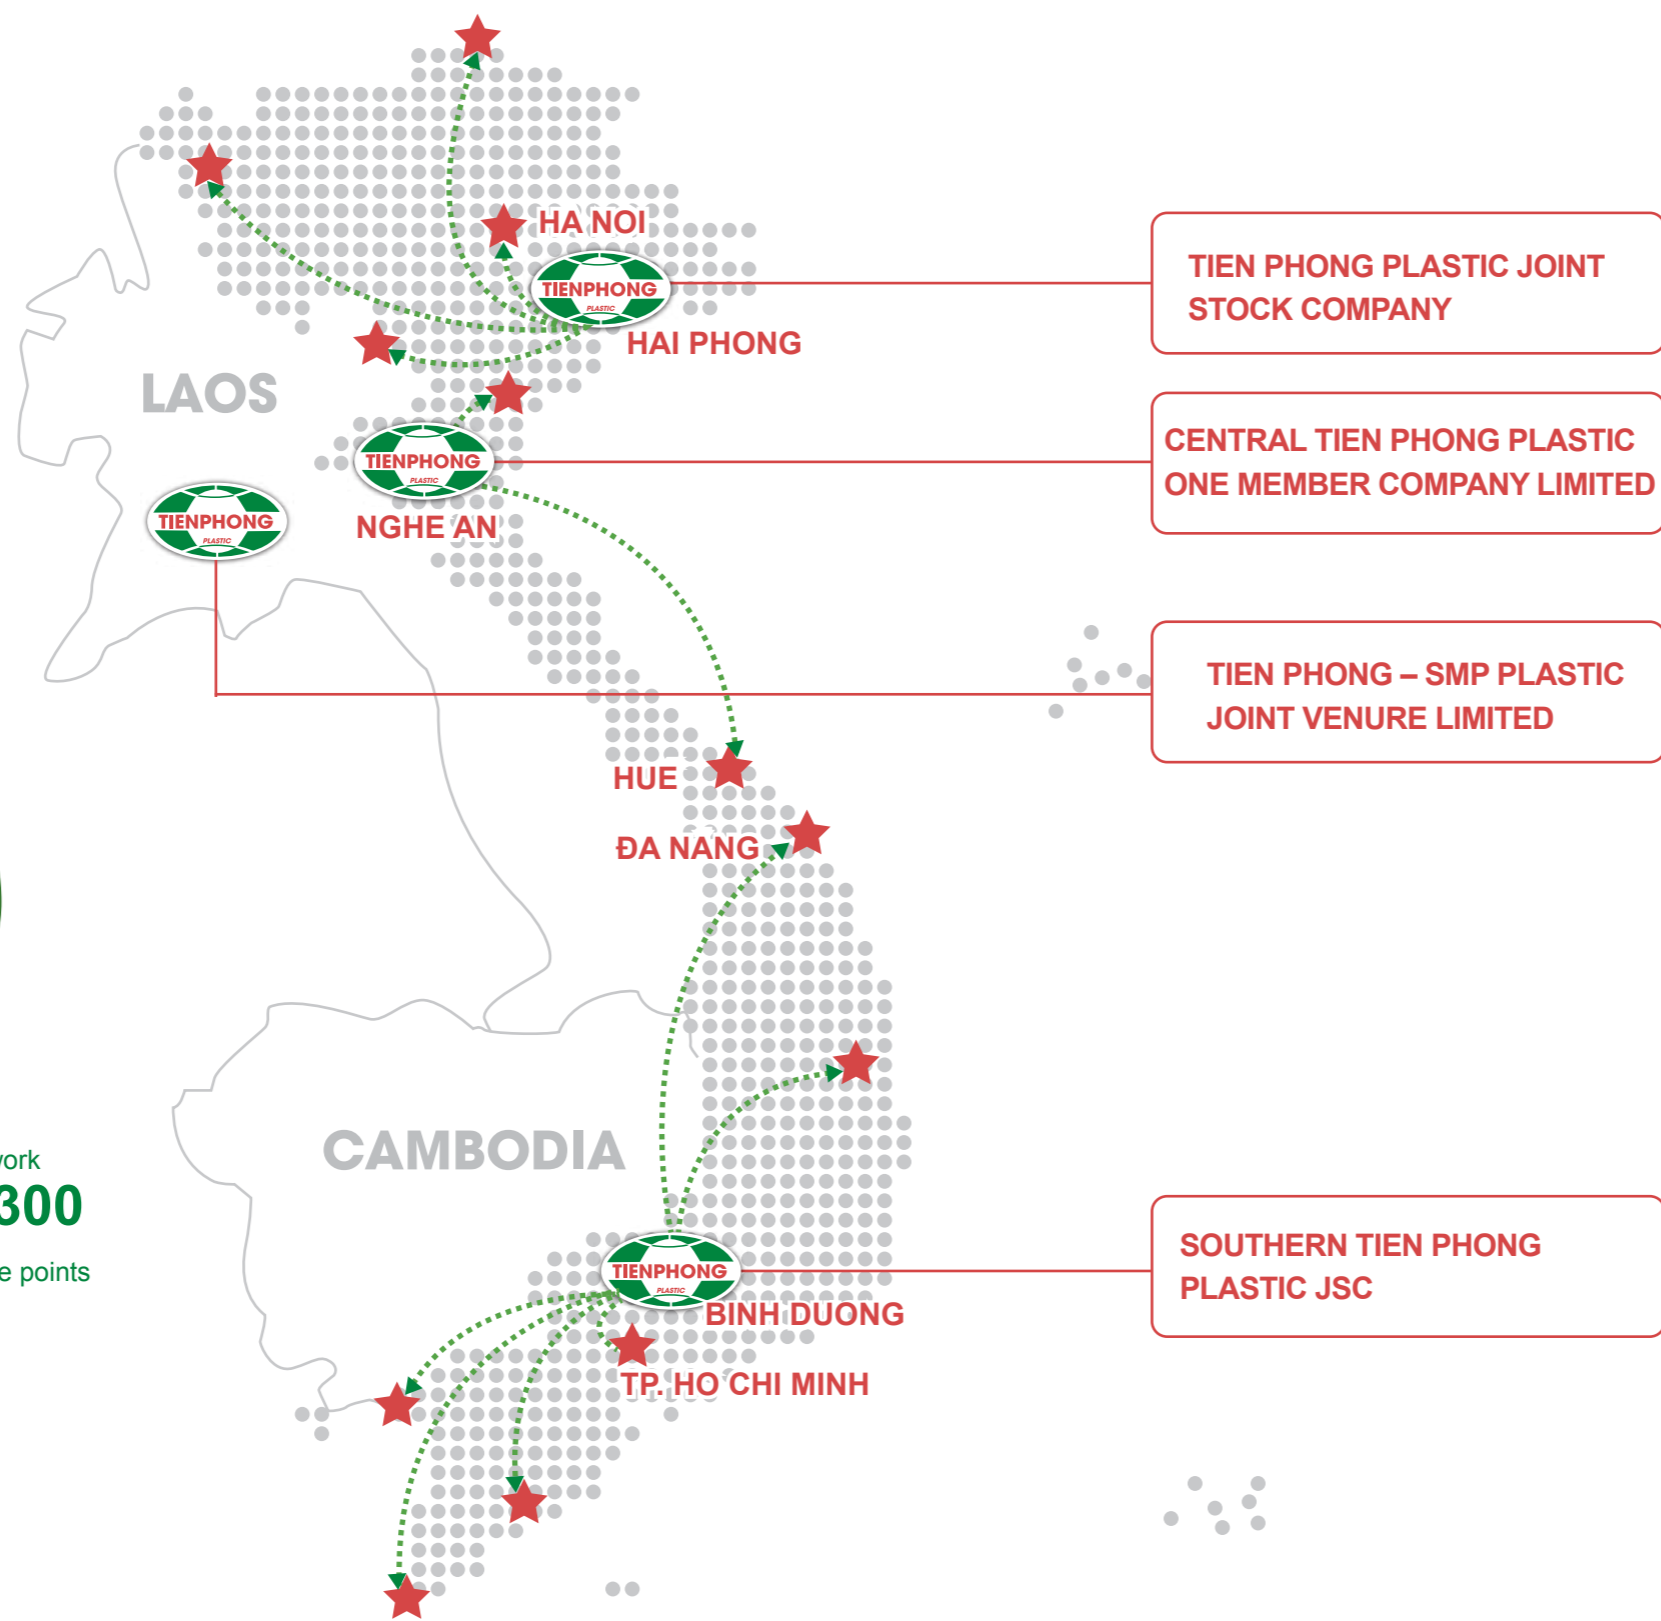 HA NOI
TIENPHONG
PLASTIC
HAI PHONG
TIEN PHONG PLASTIC JOINT
STOCK COMPANY
LAOS
TIENPHONG
PLASTIC
NGHE AN
CENTRAL TIEN PHONG PLASTIC
ONE MEMBER COMPANY LIMITED
TIENPHONG
PLASTIC
TIEN PHONG – SMP PLASTIC
JOINT VENURE LIMITED
HUE
ĐA NANG
CAMBODIA
300
points
TIENPHONG
PLASTIC
BINH DUONG
SOUTHERN TIEN PHONG
PLASTIC JSC
TP. HO CHI MINH